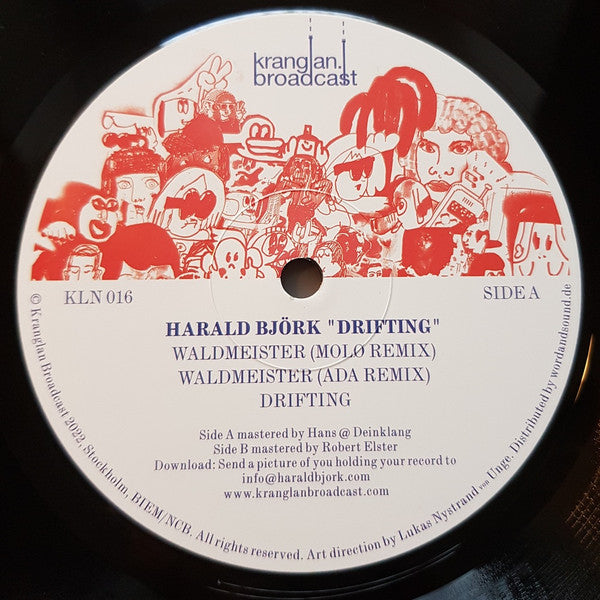 kranglan.
broadcast
KLN 016
SIDE A
HARALD BJÖRK "DRIFTING"
WALDMEISTER (MOLØ REMIX)
WALDMEISTER (ADA REMIX)
DRIFTING
Side A mastered by Hans @ Deinklang
Side B mastered by Robert Elster
Download: Send a picture of you holding your record to
info@haraldbjork.com
www.kranglanbroadcast.com
© Kranglan Broadcast 2022, Stockholm. BIEM/NCB. All rights reserved. Art direction by Lukas Nystrand von Unge. Distributed by wordandsound.de